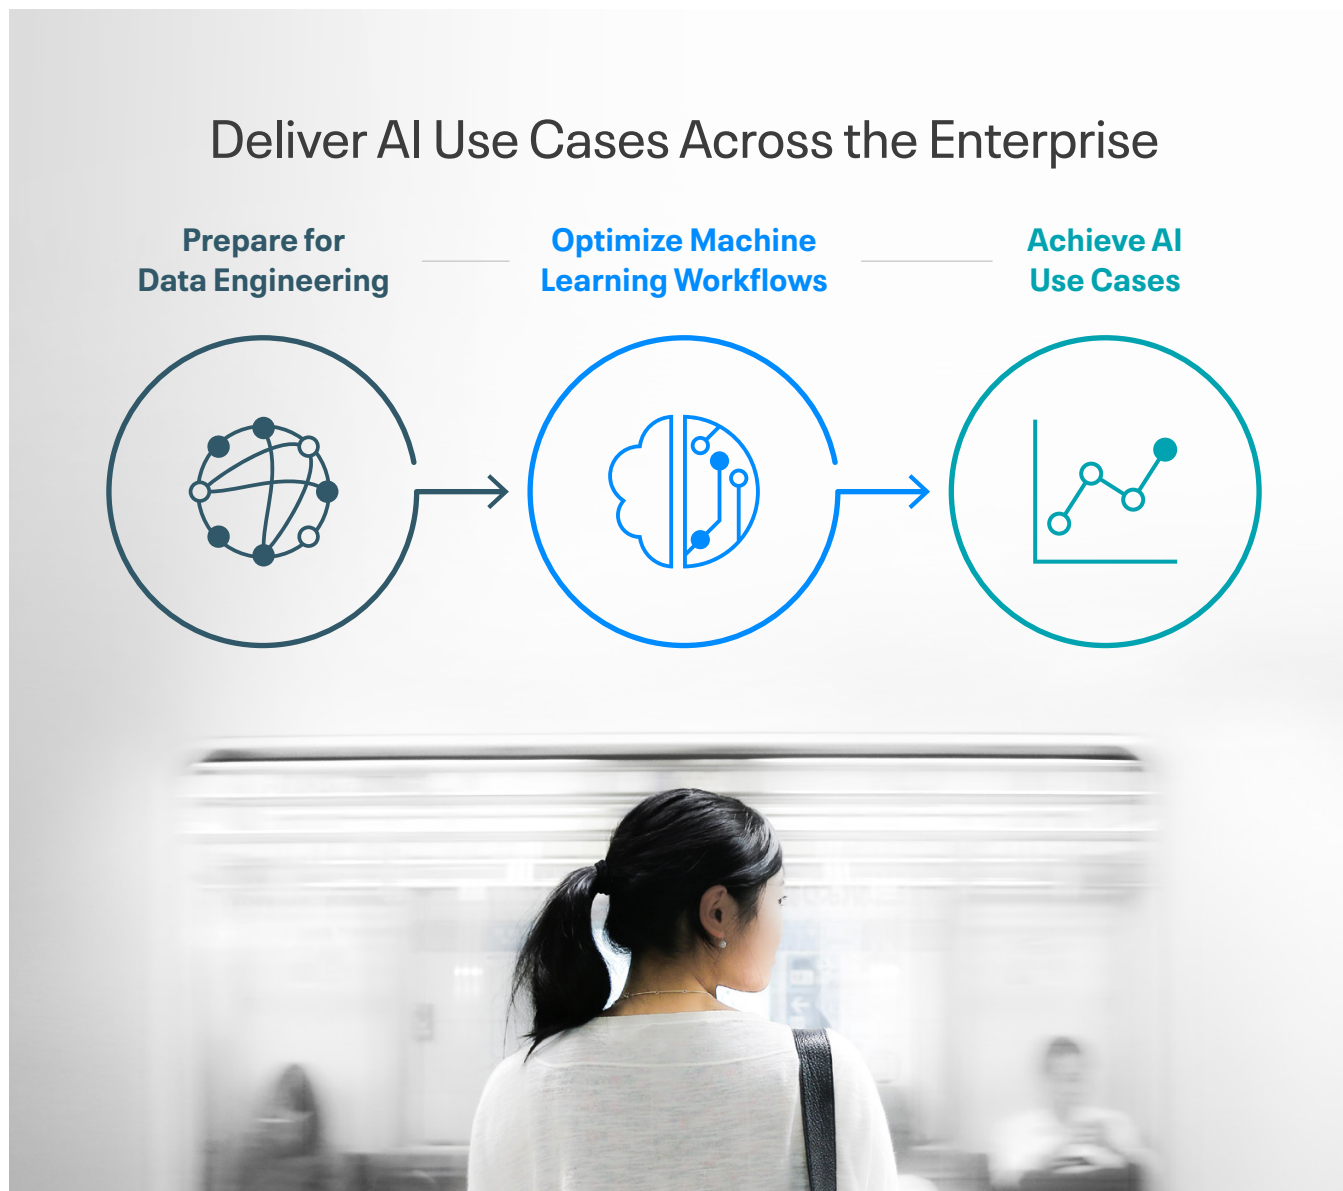 Deliver AI Use Cases Across the Enterprise
Prepare for
Data Engineering
Optimize Machine
Learning Workflows
Achieve AI
Use Cases